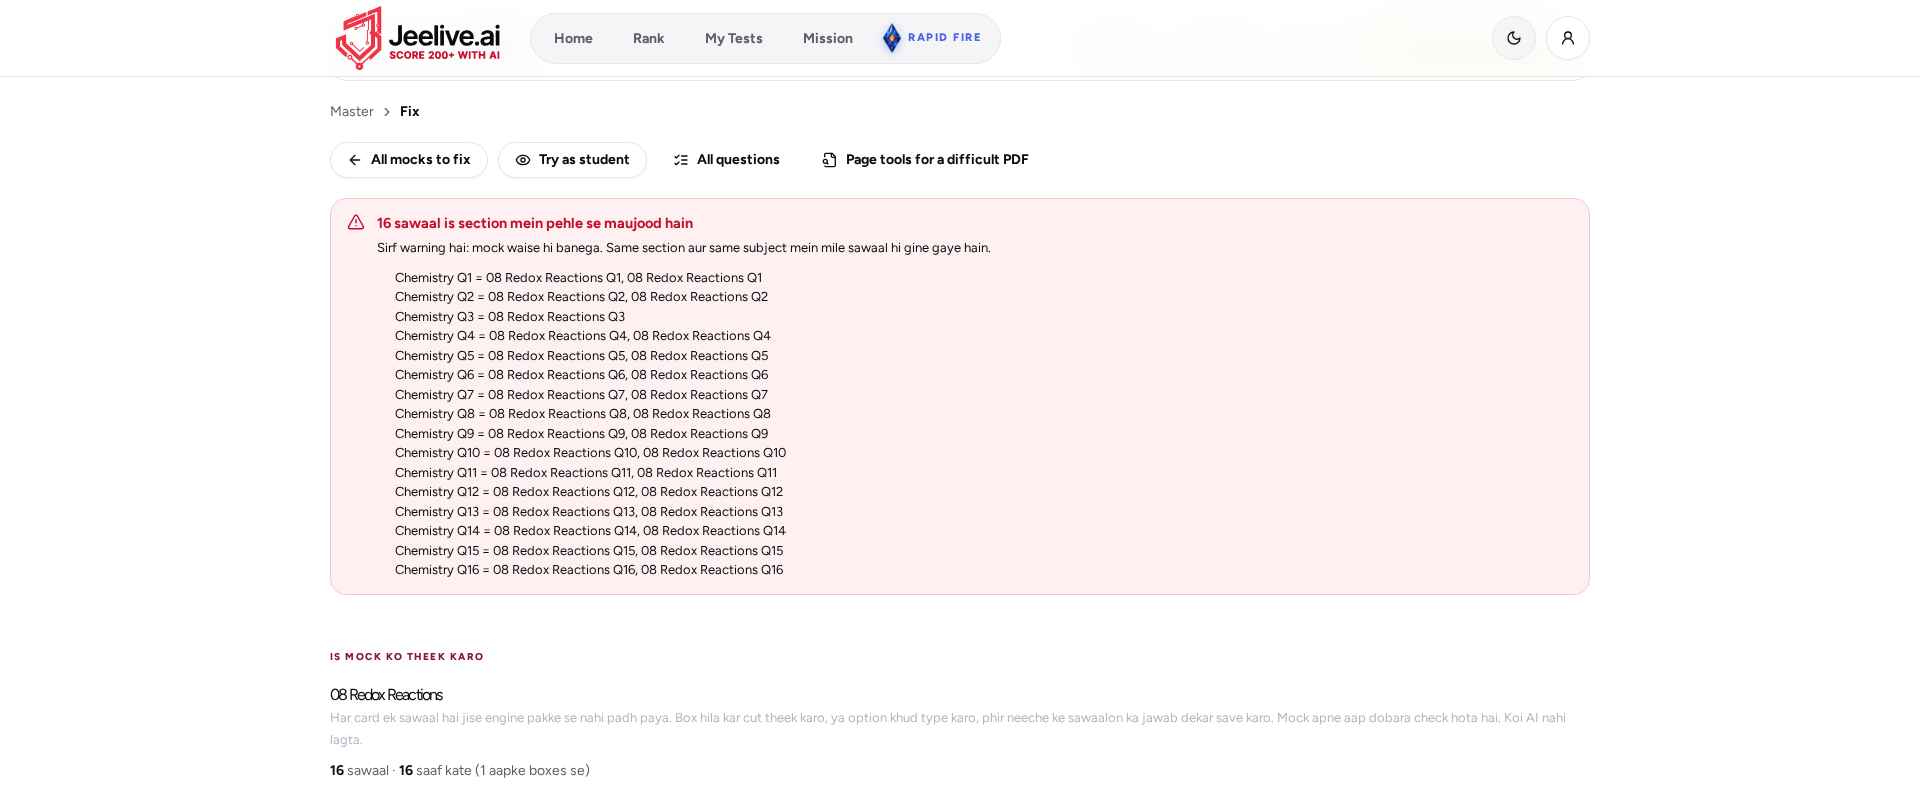 Jeelive.ai
SCORE 200+ WITH AI
Home
Rank
My Tests
Mission
RAPID FIRE
Master > Fix
All mocks to fix
Try as student
All questions
Page tools for a difficult PDF
16 sawaal is section mein pehle se maujood hain
Sirf warning hai: mock waise hi banega. Same section aur same subject mein mile sawaal hi gine gaye hain.
Chemistry Q1 = 08 Redox Reactions Q1, 08 Redox Reactions Q1
Chemistry Q2 = 08 Redox Reactions Q2, 08 Redox Reactions Q2
Chemistry Q3 = 08 Redox Reactions Q3
Chemistry Q4 = 08 Redox Reactions Q4, 08 Redox Reactions Q4
Chemistry Q5 = 08 Redox Reactions Q5, 08 Redox Reactions Q5
Chemistry Q6 = 08 Redox Reactions Q6, 08 Redox Reactions Q6
Chemistry Q7 = 08 Redox Reactions Q7, 08 Redox Reactions Q7
Chemistry Q8 = 08 Redox Reactions Q8, 08 Redox Reactions Q8
Chemistry Q9 = 08 Redox Reactions Q9, 08 Redox Reactions Q9
Chemistry Q10 = 08 Redox Reactions Q10, 08 Redox Reactions Q10
Chemistry Q11 = 08 Redox Reactions Q11, 08 Redox Reactions Q11
Chemistry Q12 = 08 Redox Reactions Q12, 08 Redox Reactions Q12
Chemistry Q13 = 08 Redox Reactions Q13, 08 Redox Reactions Q13
Chemistry Q14 = 08 Redox Reactions Q14, 08 Redox Reactions Q14
Chemistry Q15 = 08 Redox Reactions Q15, 08 Redox Reactions Q15
Chemistry Q16 = 08 Redox Reactions Q16, 08 Redox Reactions Q16
IS MOCK KO THEEK KARO
08 Redox Reactions
Har card ek sawaal hai jise engine pakke se nahi padh paya. Box hila kar cut theek karo, ya option khud type karo, phir neeche ke sawaalon ka jawab dekar save karo. Mock apne aap dobara check hota hai. Koi AI nahi
lagta.
16 sawaal · 16 saaf kate (1 aapke boxes se)